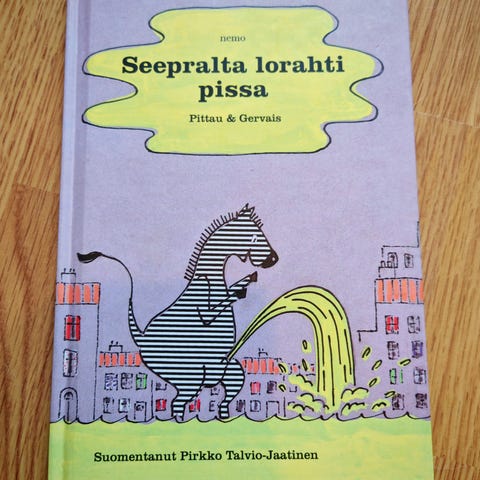 nemo
Seepralta lorahti
pissa
Pittau & Gervais
Suomentanut Pirkko Talvio-Jaatinen